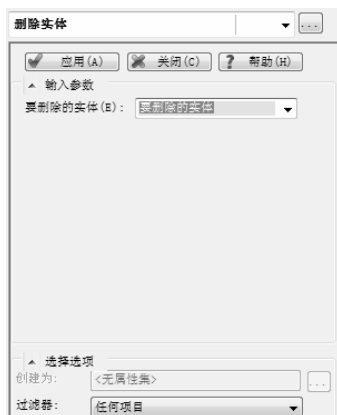 删除实体
应用(A) 关闭(C) 帮助(H)
输入参数
要删除的实体(E): 要删除的实体
选择选项
创建为: <无属性集>
过滤器: 任何项目